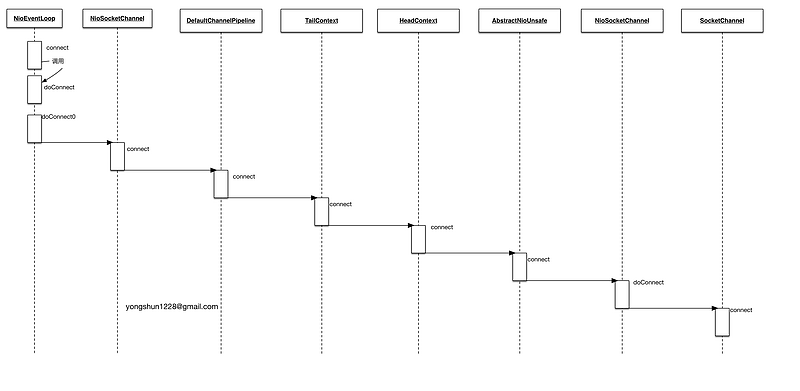 NioEventLoop
NioSocketChannel
DefaultChannelPipeline
TailContext
HeadContext
AbstractNioUnsafe
NioSocketChannel
SocketChannel
connect
调用
doConnect
doConnect0
connect
connect
connect
connect
connect
doConnect
connect
yongshun1228@gmail.com